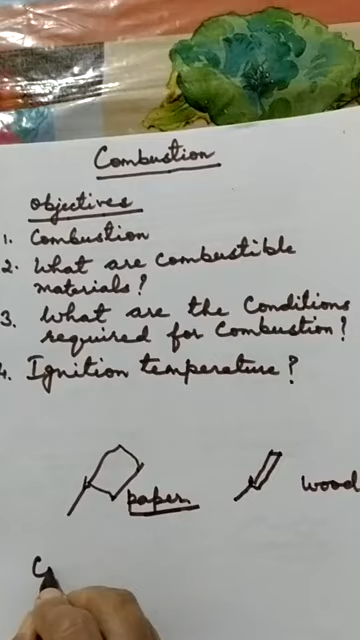 Combustion
Objectives
1. Combustion
2. What are combustible
materials?
3. What are the Conditions
required for Combustion?
4. Ignition temperature?
paper
wood
C